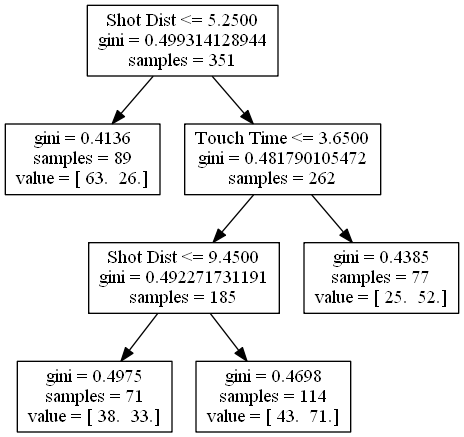 Shot Dist <= 5.2500
gini = 0.499314128944
samples = 351
gini = 0.4136
samples = 89
value = [ 63. 26.]
Touch Time <= 3.6500
gini = 0.481790105472
samples = 262
Shot Dist <= 9.4500
gini = 0.492271731191
samples = 185
gini = 0.4385
samples = 77
value = [ 25. 52.]
gini = 0.4975
samples = 71
value = [ 38. 33.]
gini = 0.4698
samples = 114
value = [ 43. 71.]